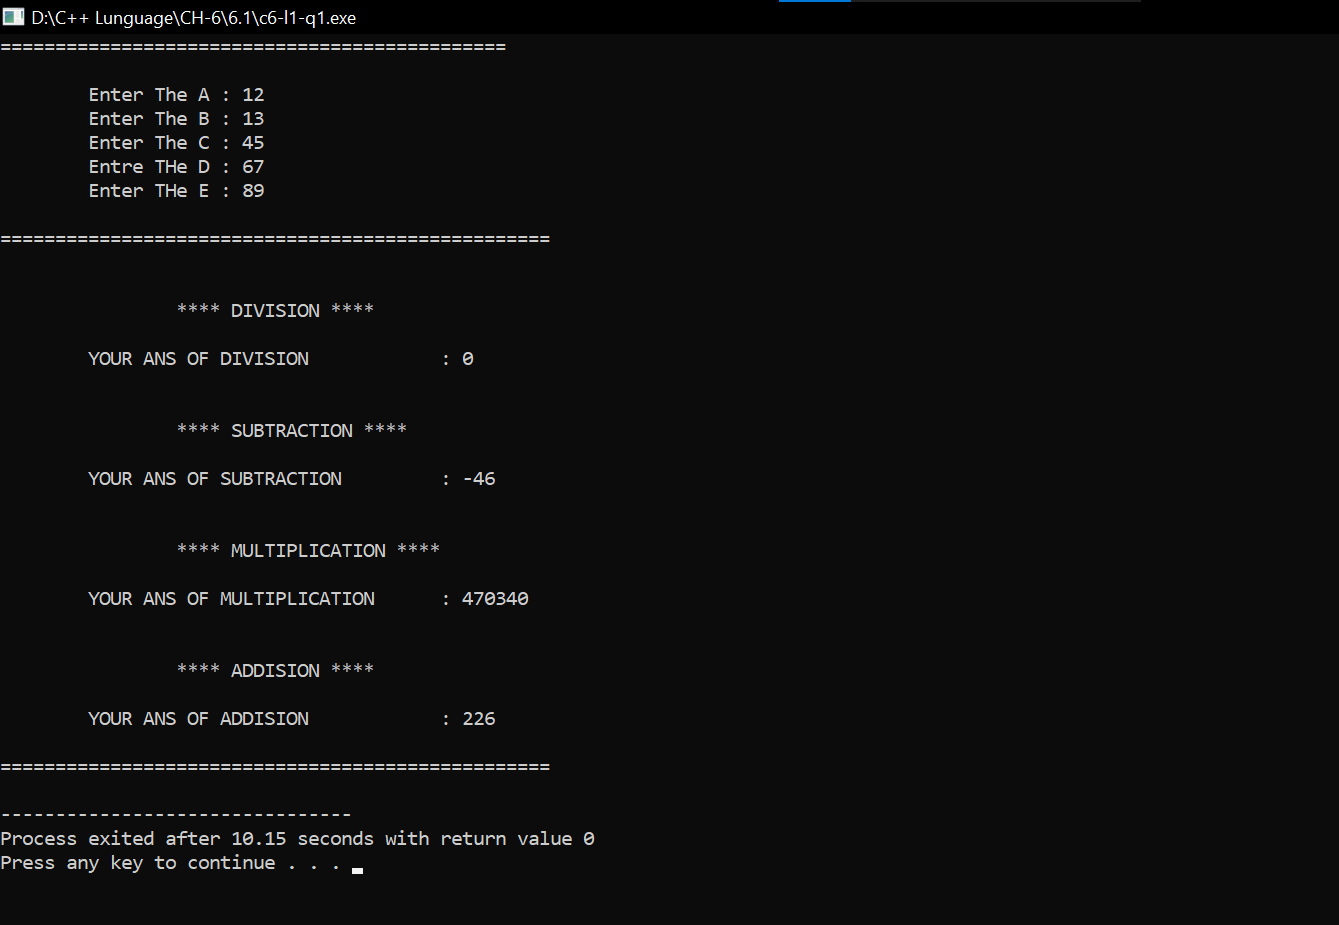 D:\C++ Lunguage\CH-6\6.1\c6-l1-q1.exe
==============================================
Enter The A : 12
Enter The B : 13
Enter The C : 45
Entre THe D : 67
Enter THe E : 89
==================================================
**** DIVISION ****
YOUR ANS OF DIVISION : 0
**** SUBTRACTION ****
YOUR ANS OF SUBTRACTION : -46
**** MULTIPLICATION ****
YOUR ANS OF MULTIPLICATION : 470340
**** ADDISION ****
YOUR ANS OF ADDISION : 226
==================================================
--------------------------------
Process exited after 10.15 seconds with return value 0
Press any key to continue . . .